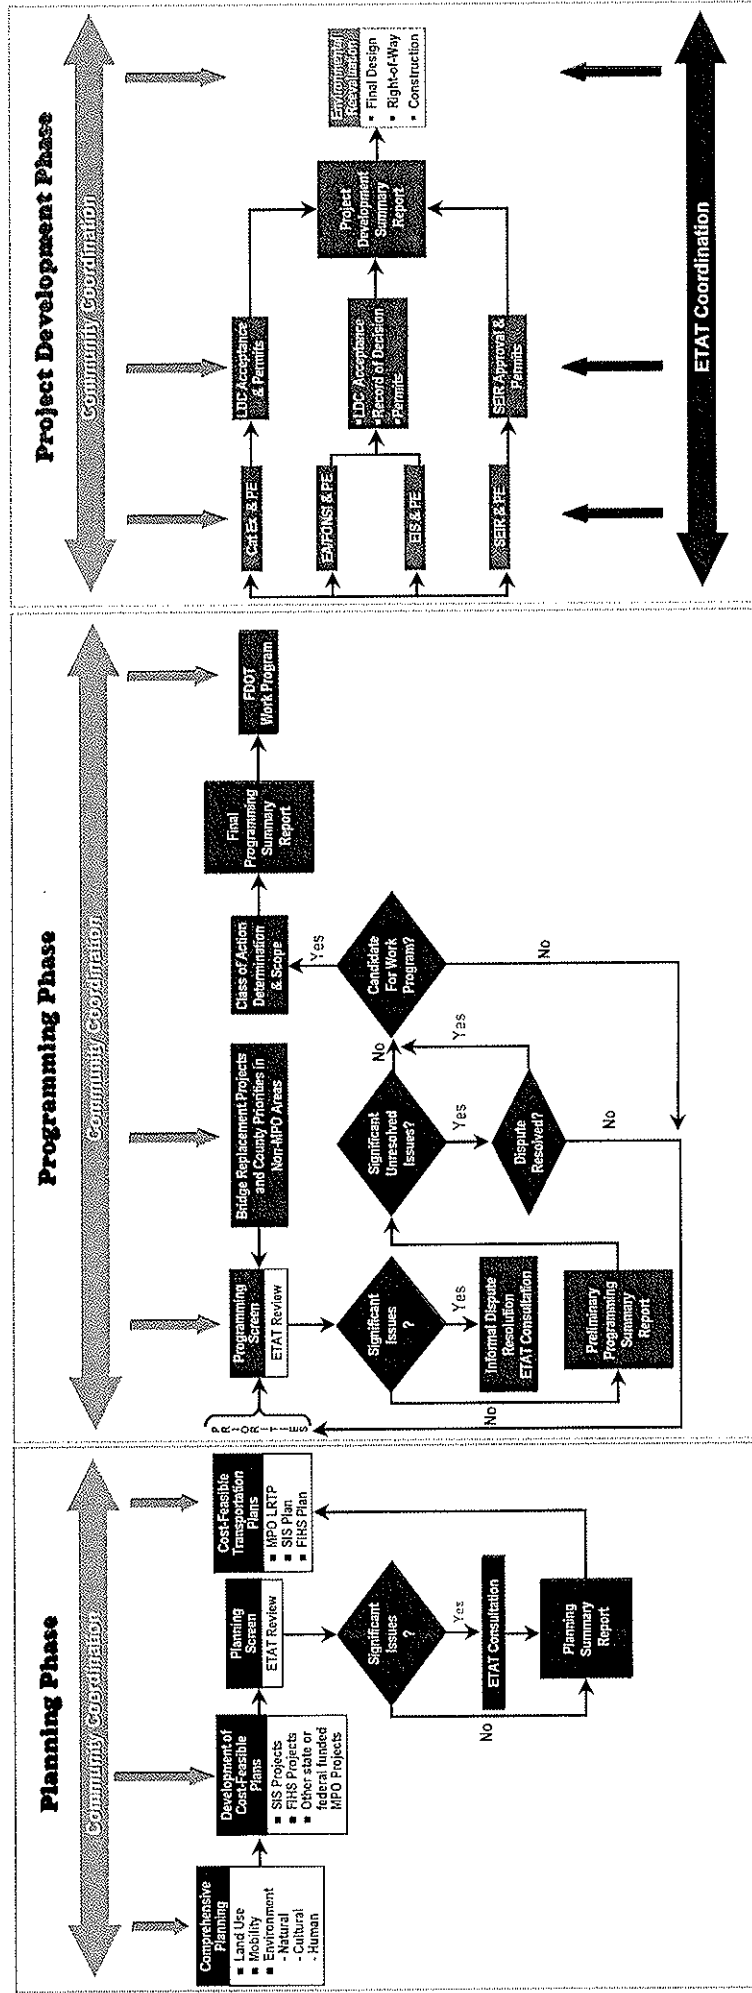 Planning Phase
Community Coordination
Comprehensive
Planning
Land Use
Mobility
Environment
- Natural
- Cultural
- Human
Development of
Cost-Feasible
Plans
SIS Projects
FIHS Projects
Other state or
federal funded
MPO Projects
Planning
Screen
ETAT Review
Cost-Feasible
Transportation
Plans
MPO LRTP
SIS Plan
FIHS Plan
Significant
Issues
?
Yes
No
ETAT Consultation
Planning
Summary
Report
Programming Phase
Community Coordination
PRIORITIES
Programming
Screen
ETAT Review
Bridge Replacement Projects
and County Priorities in
Non-MPO Areas
Class of Action
Determination
& Scope
Final
Programming
Summary
Report
FDOT
Work Program
Significant
Issues
?
Yes
No
Informal Dispute
Resolution
ETAT Consultation
Preliminary
Programming
Summary
Report
Significant
Unresolved
Issues?
No
Yes
Dispute
Resolved?
Yes
No
Candidate
For Work
Program?
Yes
No
Project Development Phase
Community Coordination
Cat Ex & PE
EA/FONSI & PE
EIS & PE
SEIR & PE
LDC Acceptance
& Permits
LDC Acceptance
Record of Decision
Permits
SEIR Approval &
Permits
Project
Development
Summary
Report
Environmental
Reevaluation
Final Design
Right-of-Way
Construction
ETAT Coordination